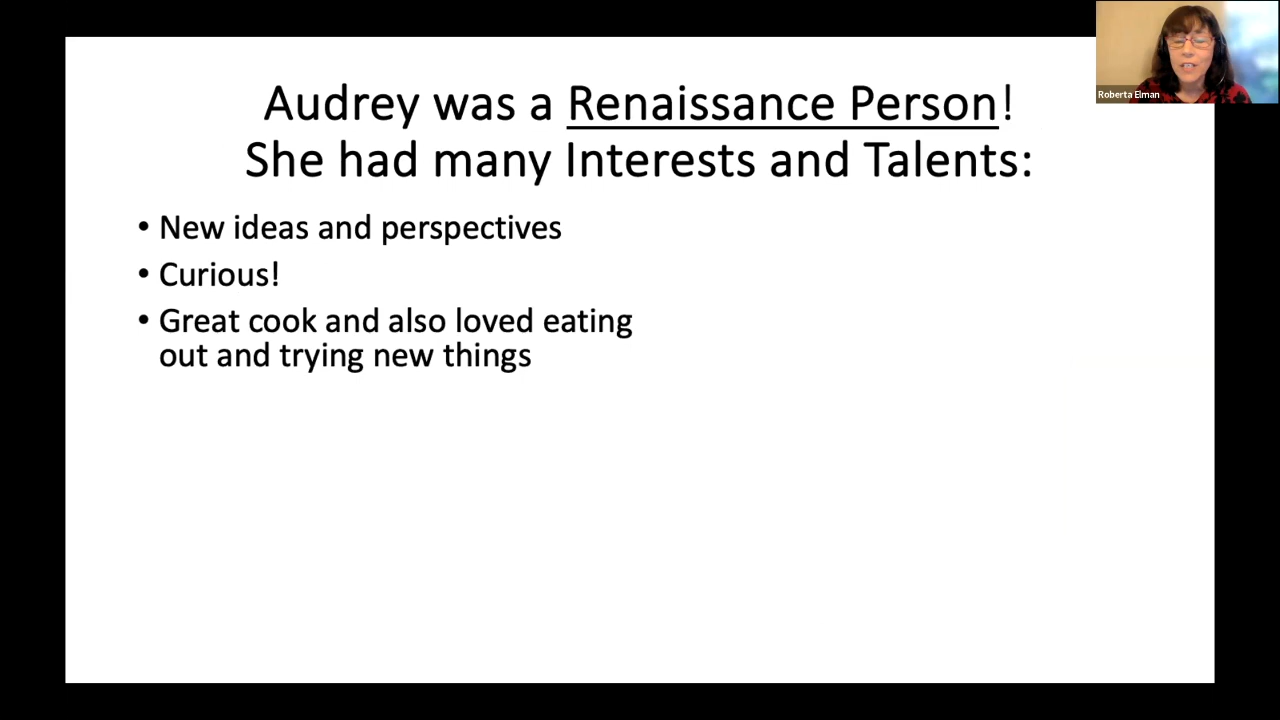 Audrey was a Renaissance Person!
She had many Interests and Talents:
• New ideas and perspectives
• Curious!
• Great cook and also loved eating
out and trying new things
Roberta Elman